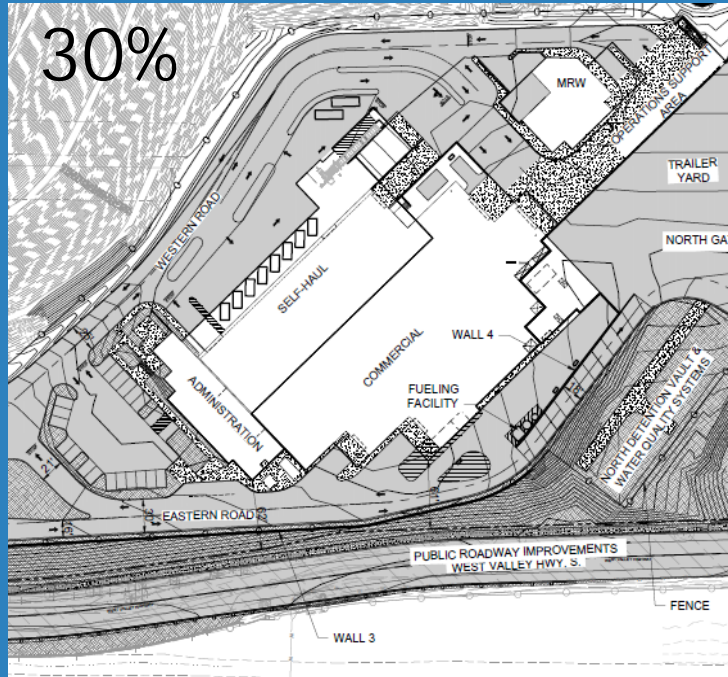 30%
MRW
OPERATIONS SUPPORT
AREA
TRAILER
YARD
NORTH GA
WESTERN ROAD
SELF-HAUL
COMMERCIAL
WALL 4
FUELING
FACILITY
ADMINISTRATION
NORTH DETENTION VAULT &
WATER QUALITY SYSTEMS
EASTERN ROAD
PUBLIC ROADWAY IMPROVEMENTS
WEST VALLEY HWY. S.
FENCE
WALL 3